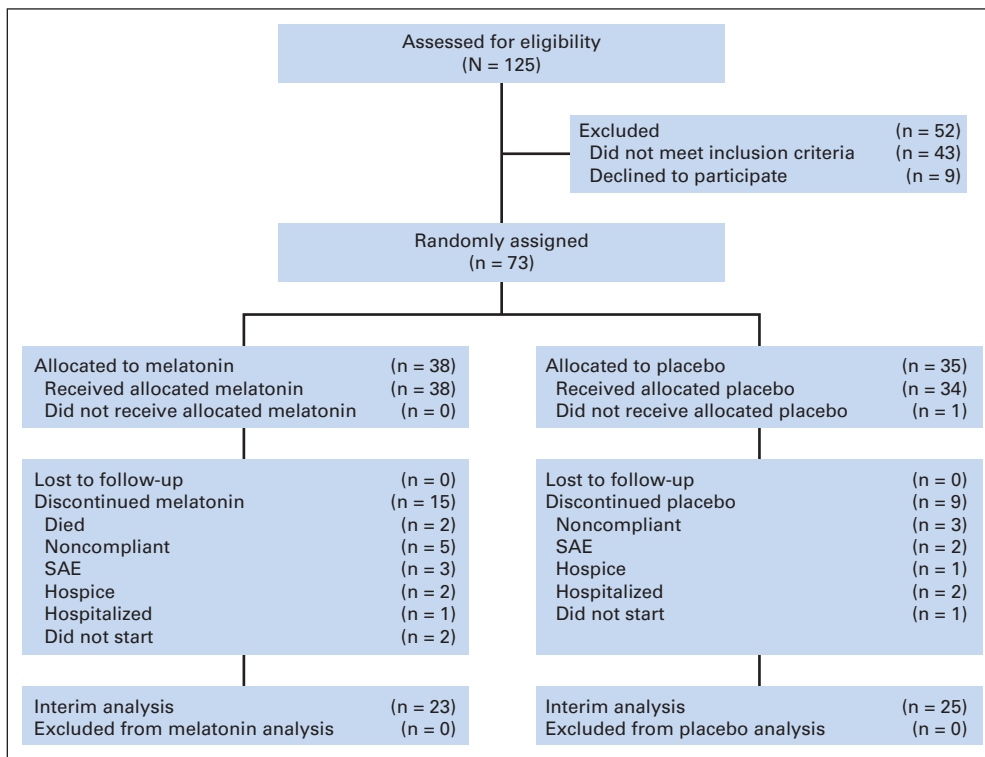 Assessed for eligibility
(N = 125)
Excluded (n = 52)
Did not meet inclusion criteria (n = 43)
Declined to participate (n = 9)
Randomly assigned
(n = 73)
Allocated to melatonin (n = 38)
Received allocated melatonin (n = 38)
Did not receive allocated melatonin (n = 0)
Allocated to placebo (n = 35)
Received allocated placebo (n = 34)
Did not receive allocated placebo (n = 1)
Lost to follow-up (n = 0)
Discontinued melatonin (n = 15)
Died (n = 2)
Noncompliant (n = 5)
SAE (n = 3)
Hospice (n = 2)
Hospitalized (n = 1)
Did not start (n = 2)
Lost to follow-up (n = 0)
Discontinued placebo (n = 9)
Noncompliant (n = 3)
SAE (n = 2)
Hospice (n = 1)
Hospitalized (n = 2)
Did not start (n = 1)
Interim analysis (n = 23)
Excluded from melatonin analysis (n = 0)
Interim analysis (n = 25)
Excluded from placebo analysis (n = 0)